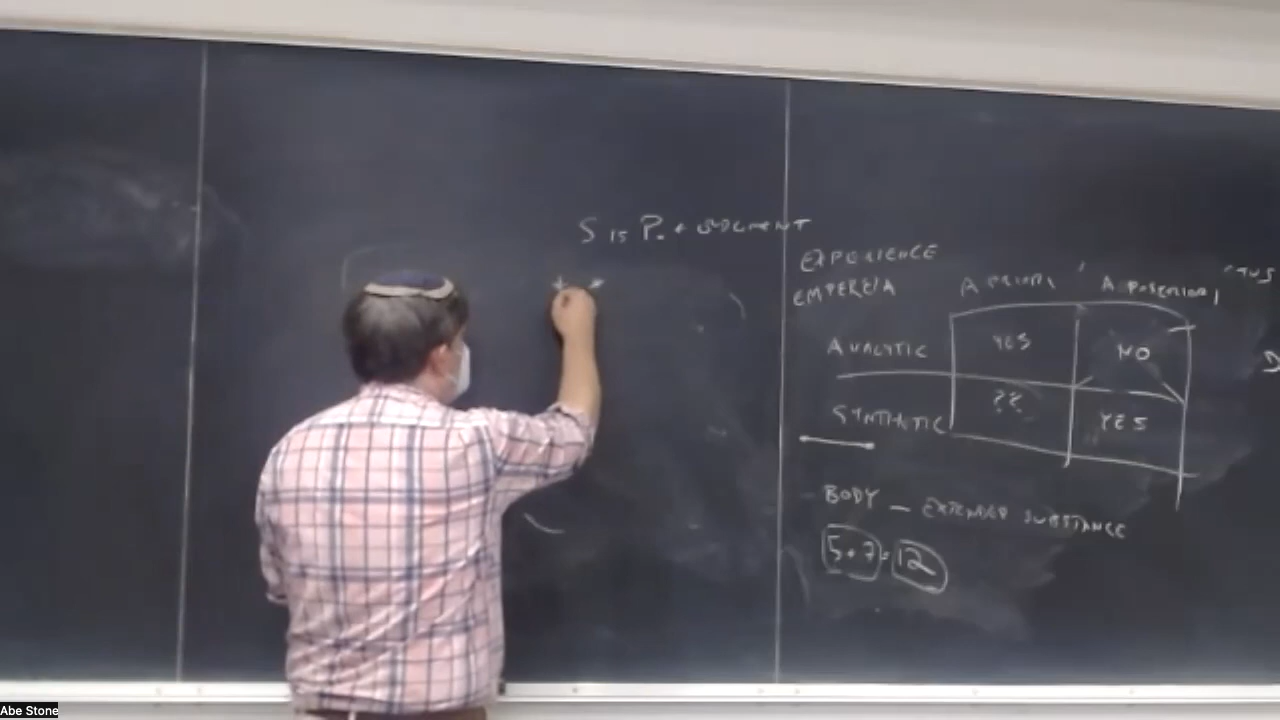 S IS P. JUDGMENT
EXPERIENCE
EMPEREIA
A PRIORI A POSTERIORI
ANALYTIC YES NO
SYNTHETIC ?? YES
BODY — EXTENDED SUBSTANCE
5+7=12
Abe Stone